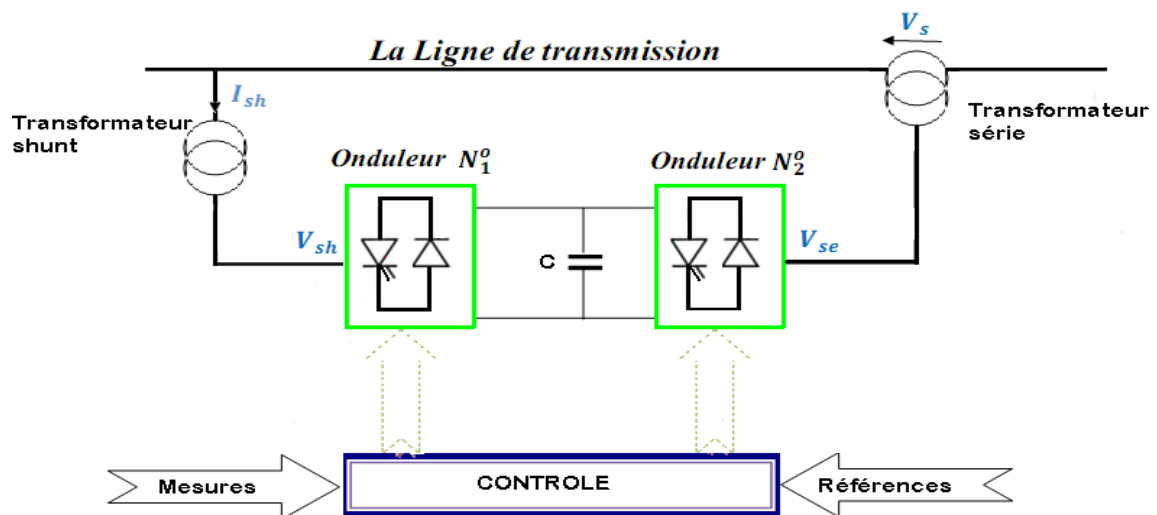 V_s
La Ligne de transmission
I_sh
Transformateur
shunt
Transformateur
série
Onduleur N_1^o
Onduleur N_2^o
V_sh
C
V_se
Mesures
CONTROLE
Références